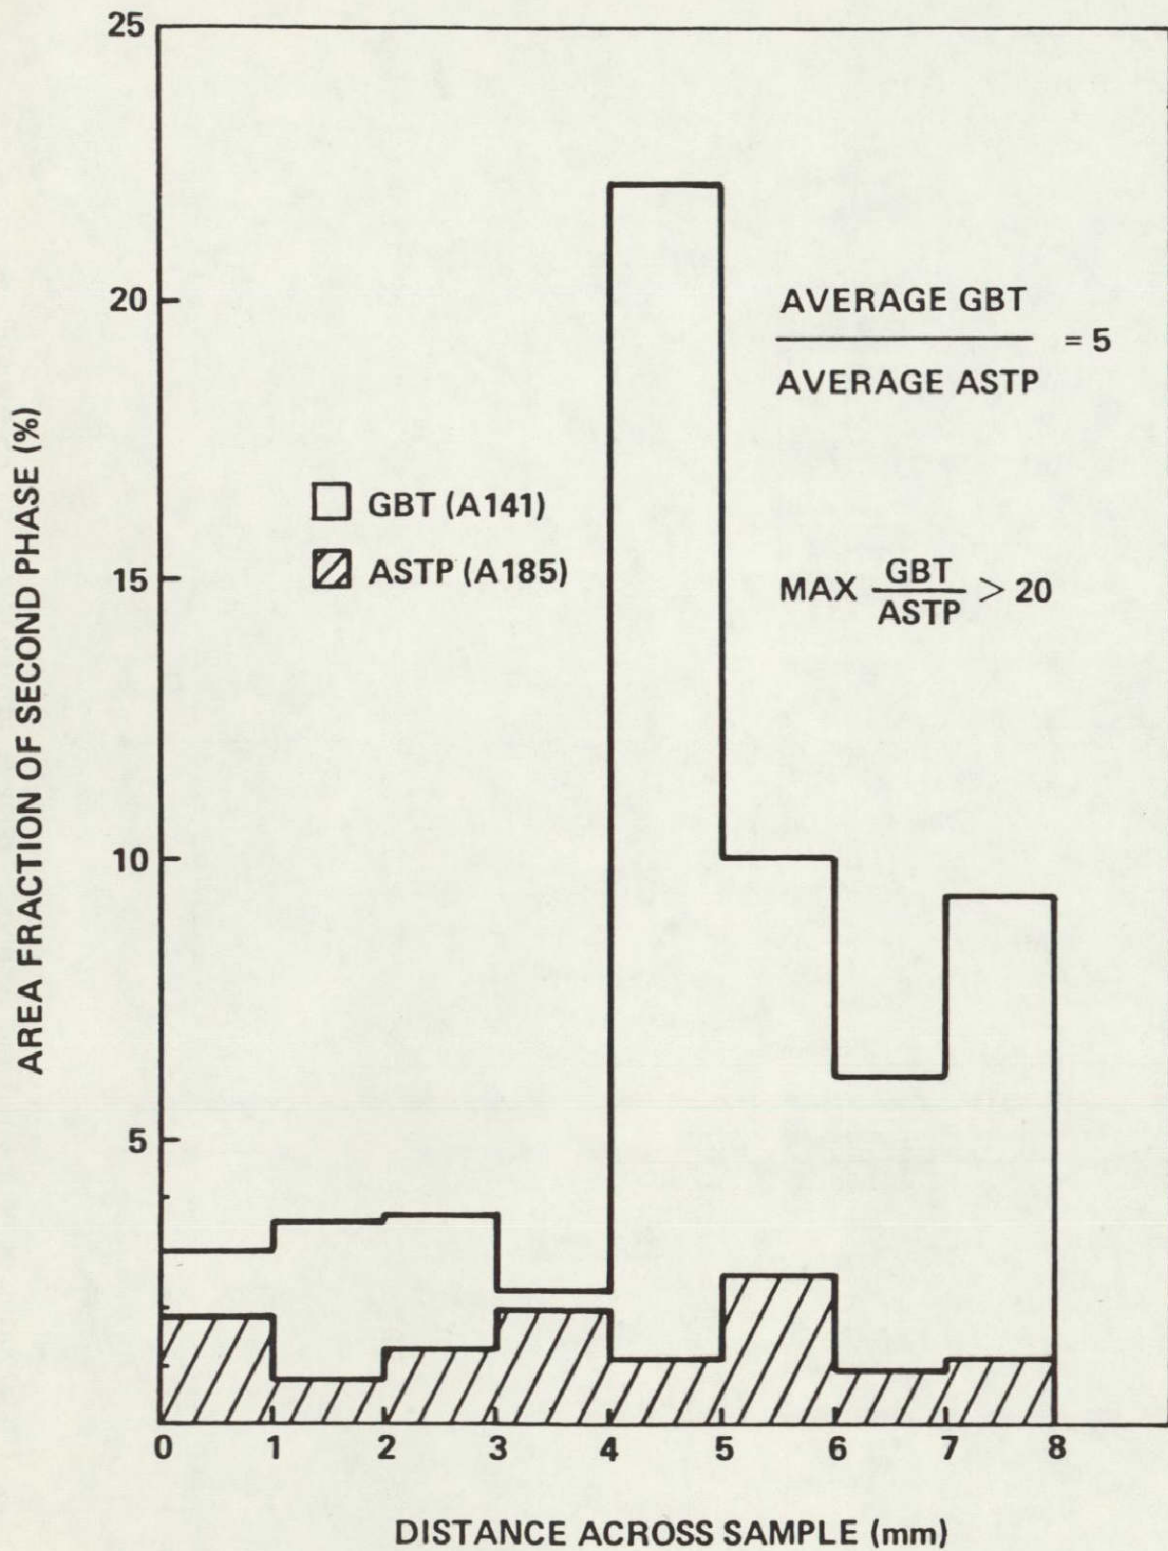 25
20
15
10
5
AREA FRACTION OF SECOND PHASE (%)
GBT (A141)
ASTP (A185)
AVERAGE GBT
AVERAGE ASTP
= 5
MAX GBT/ASTP > 20
0 1 2 3 4 5 6 7 8
DISTANCE ACROSS SAMPLE (mm)